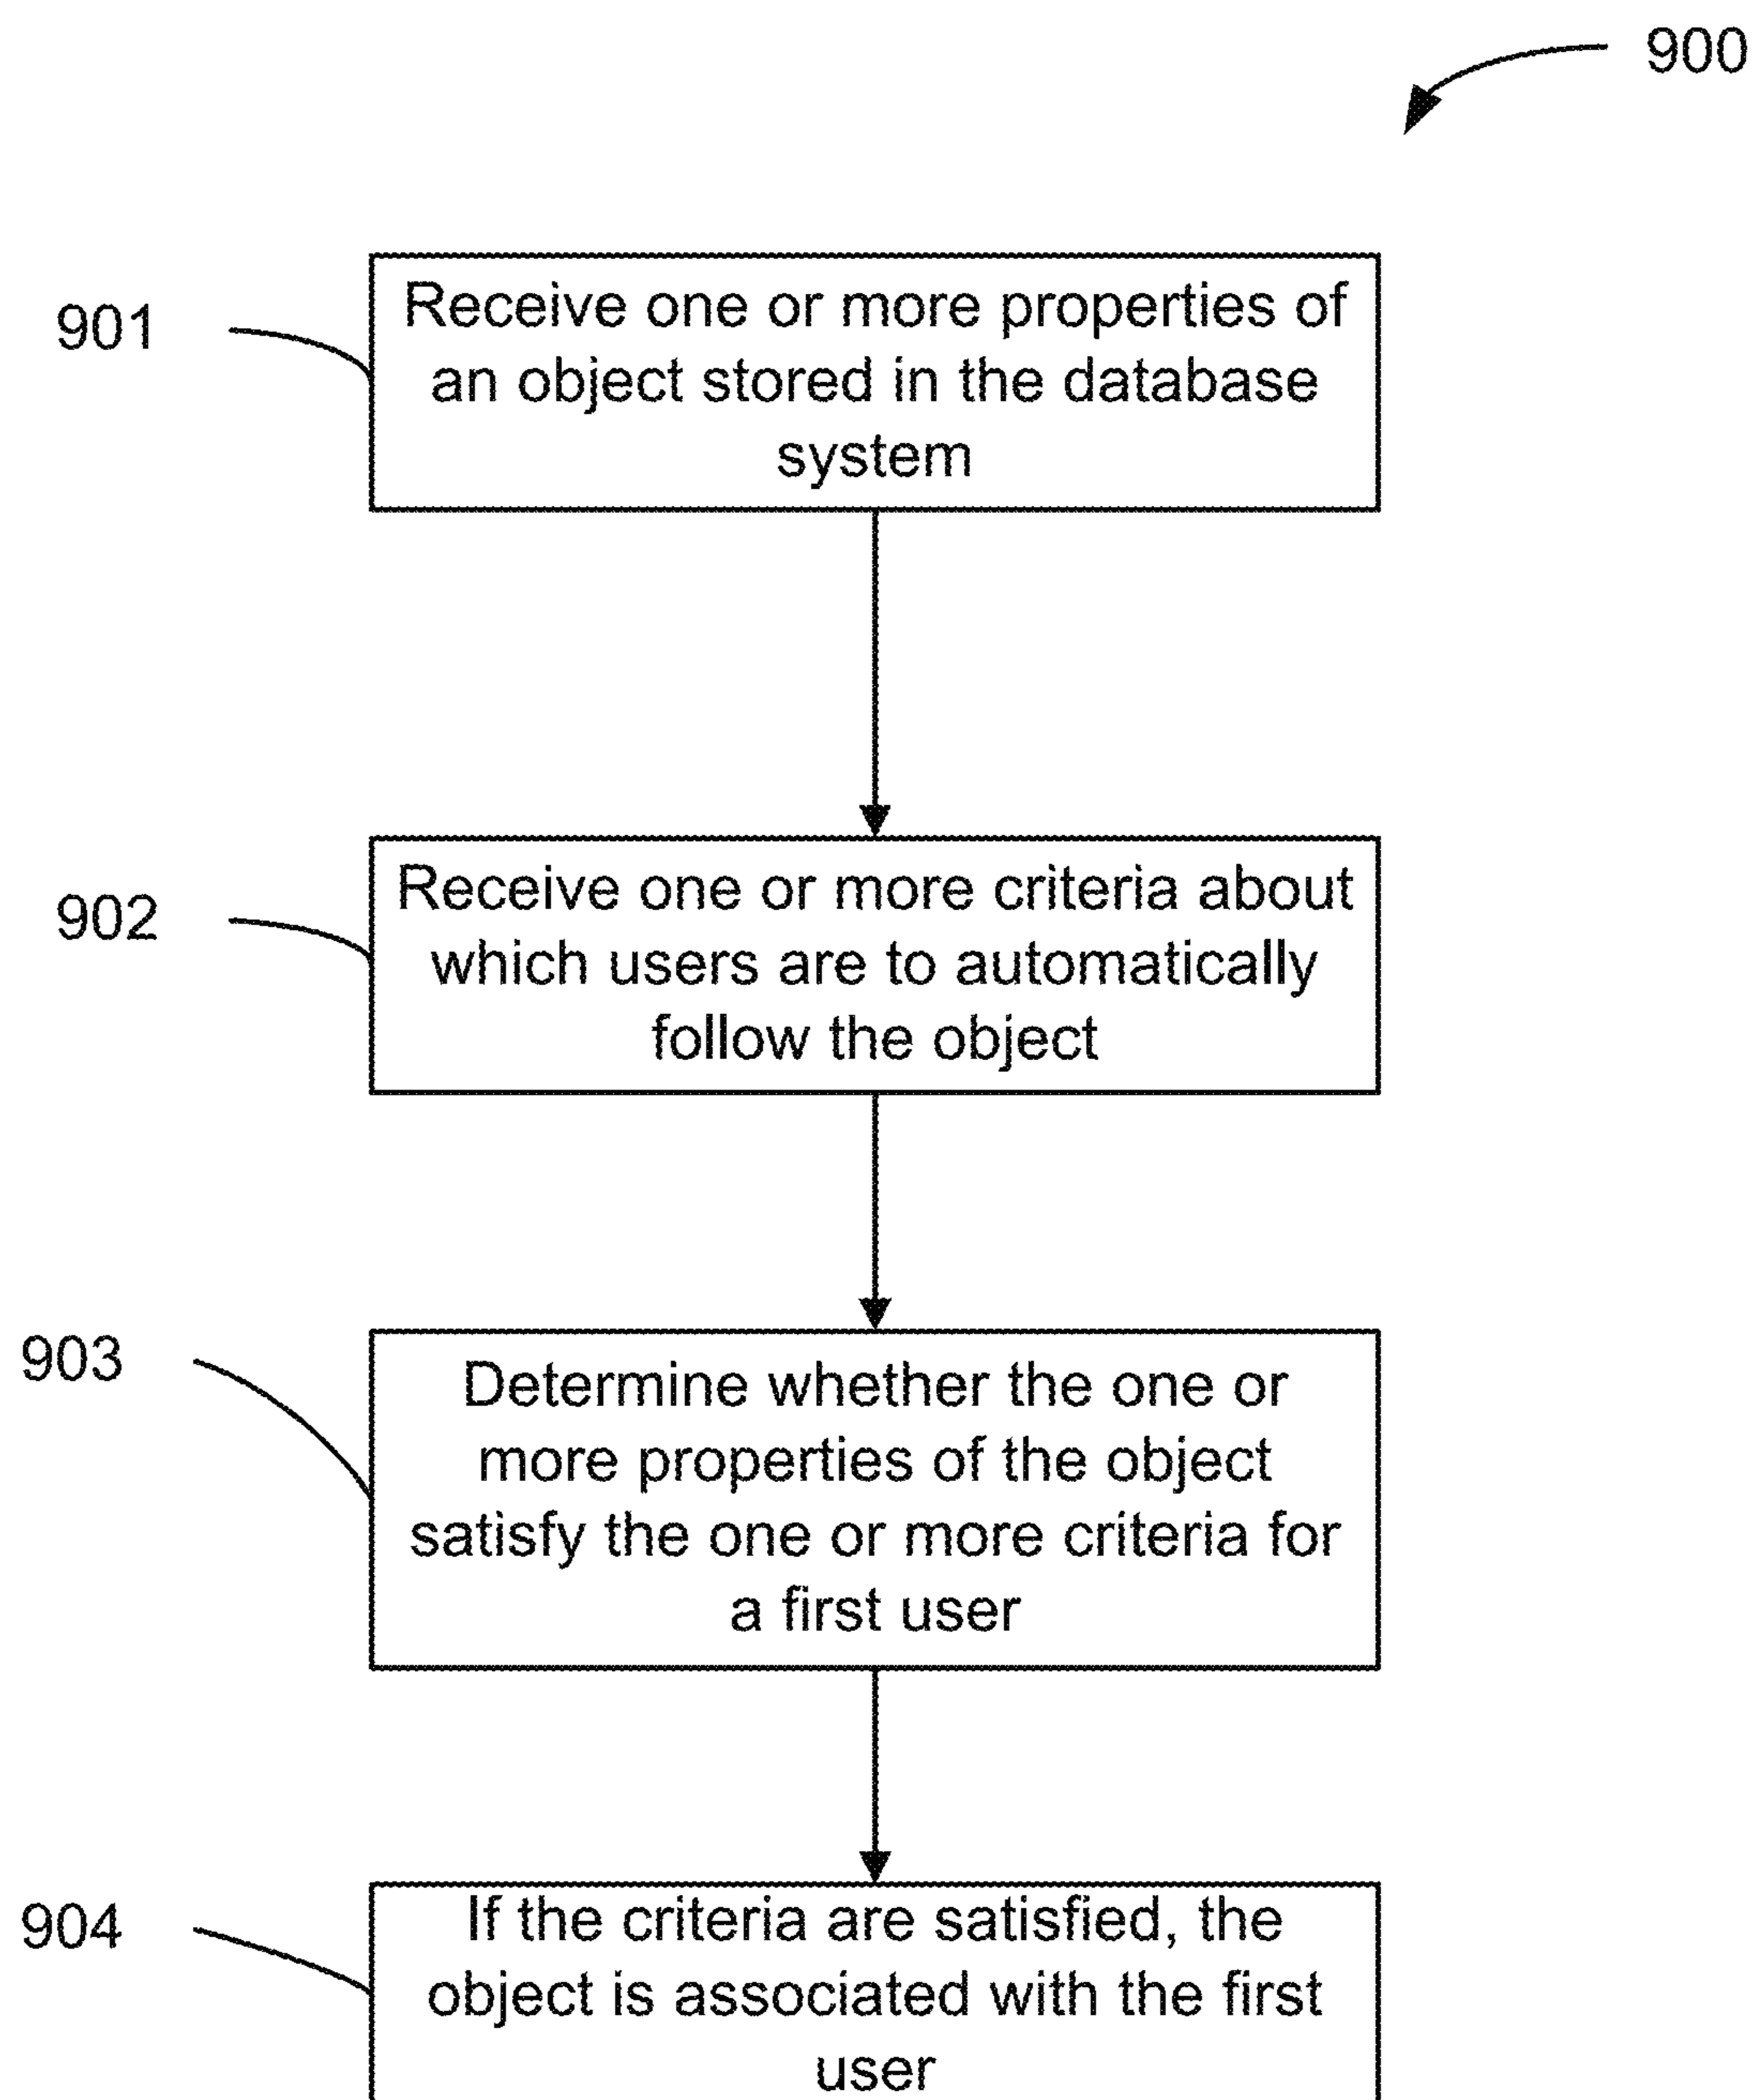 900
901
Receive one or more properties of
an object stored in the database
system
902
Receive one or more criteria about
which users are to automatically
follow the object
903
Determine whether the one or
more properties of the object
satisfy the one or more criteria for
a first user
904
If the criteria are satisfied, the
object is associated with the first
user